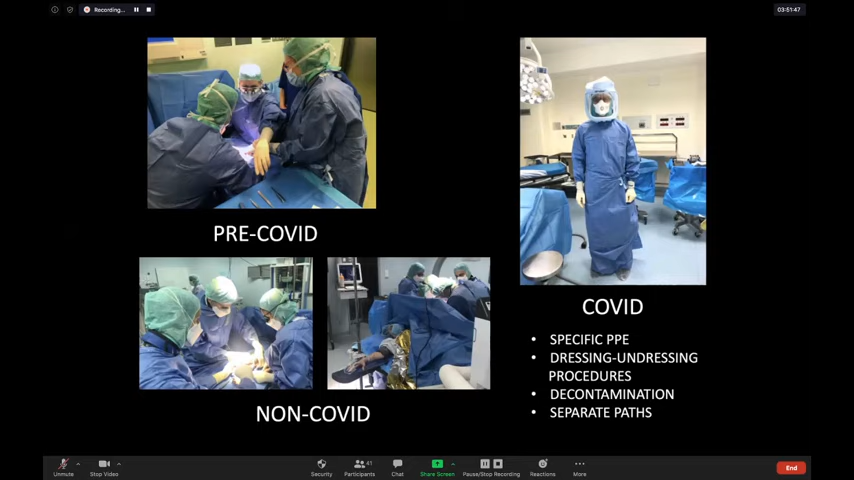 Recording...
03:51:47
PRE-COVID
NON-COVID
COVID
• SPECIFIC PPE
• DRESSING-UNDRESSING
PROCEDURES
• DECONTAMINATION
• SEPARATE PATHS
Unmute
Stop Video
Security
Participants
41
Chat
Share Screen
Pause/Stop Recording
Reactions
More
End